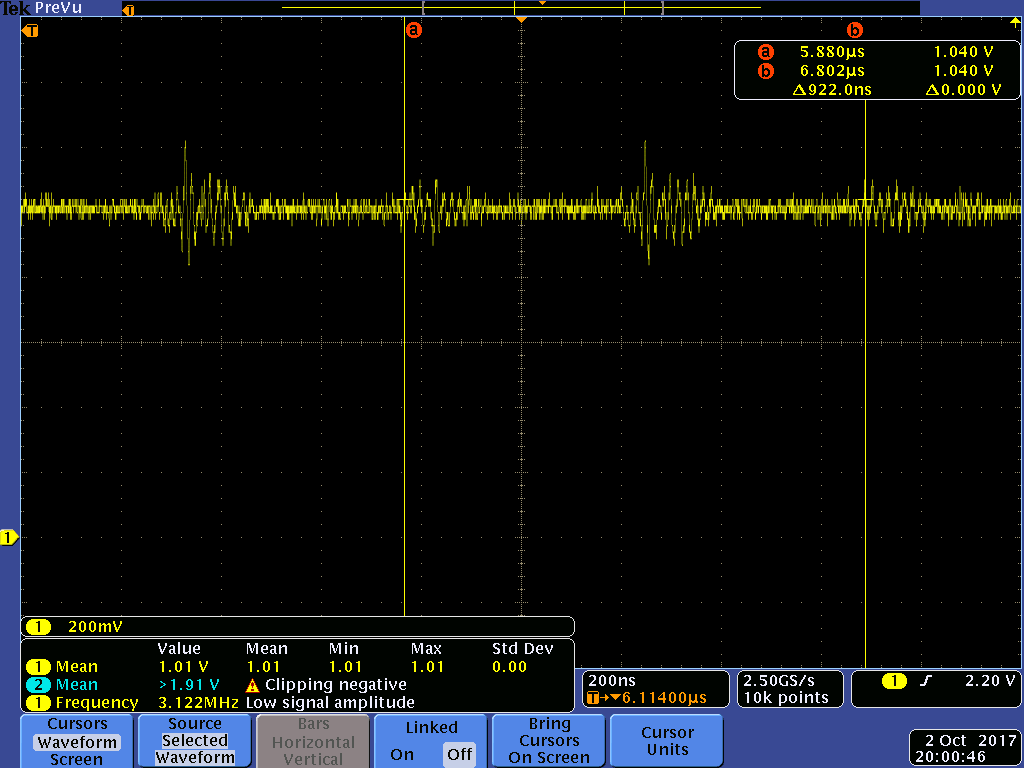 Tek PreVu
T
T
a
b
a 5.880µs 1.040 V
b 6.802µs 1.040 V
Δ922.0ns Δ0.000 V
1
1 200mV
Value Mean Min Max Std Dev
1 Mean 1.01 V 1.01 1.01 1.01 0.00
2 Mean >1.91 V Clipping negative
1 Frequency 3.122MHz Low signal amplitude
200ns
T→▼6.11400µs
2.50GS/s
10k points
1 2.20 V
Cursors
Waveform
Screen
Source
Selected
Waveform
Bars
Horizontal
Vertical
Linked
On Off
Bring
Cursors
On Screen
Cursor
Units
2 Oct 2017
20:00:46